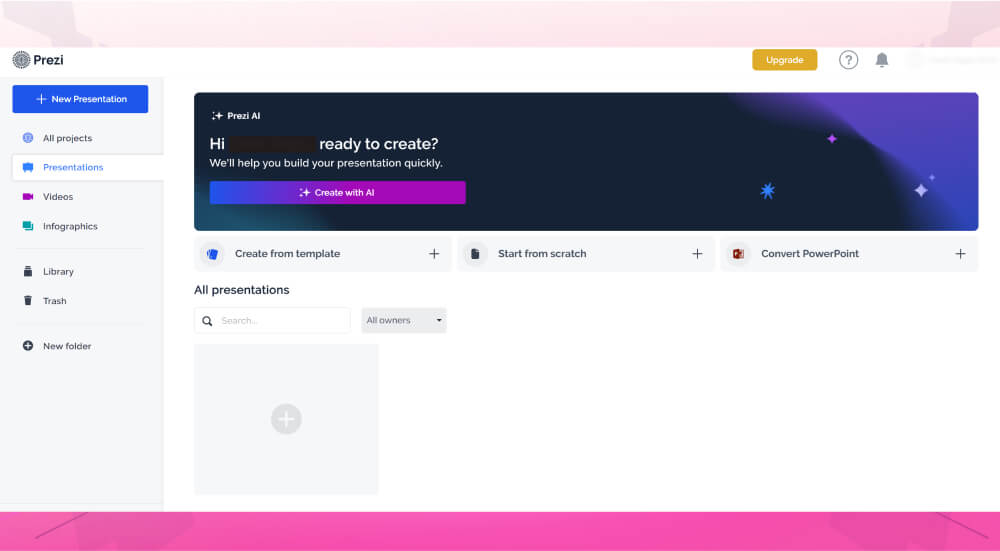 Prezi
Upgrade
?
New Presentation
All projects
Presentations
Videos
Infographics
Library
Trash
New folder
Prezi AI
Hi ready to create?
We'll help you build your presentation quickly.
Create with AI
Create from template
Start from scratch
Convert PowerPoint
All presentations
Search...
All owners